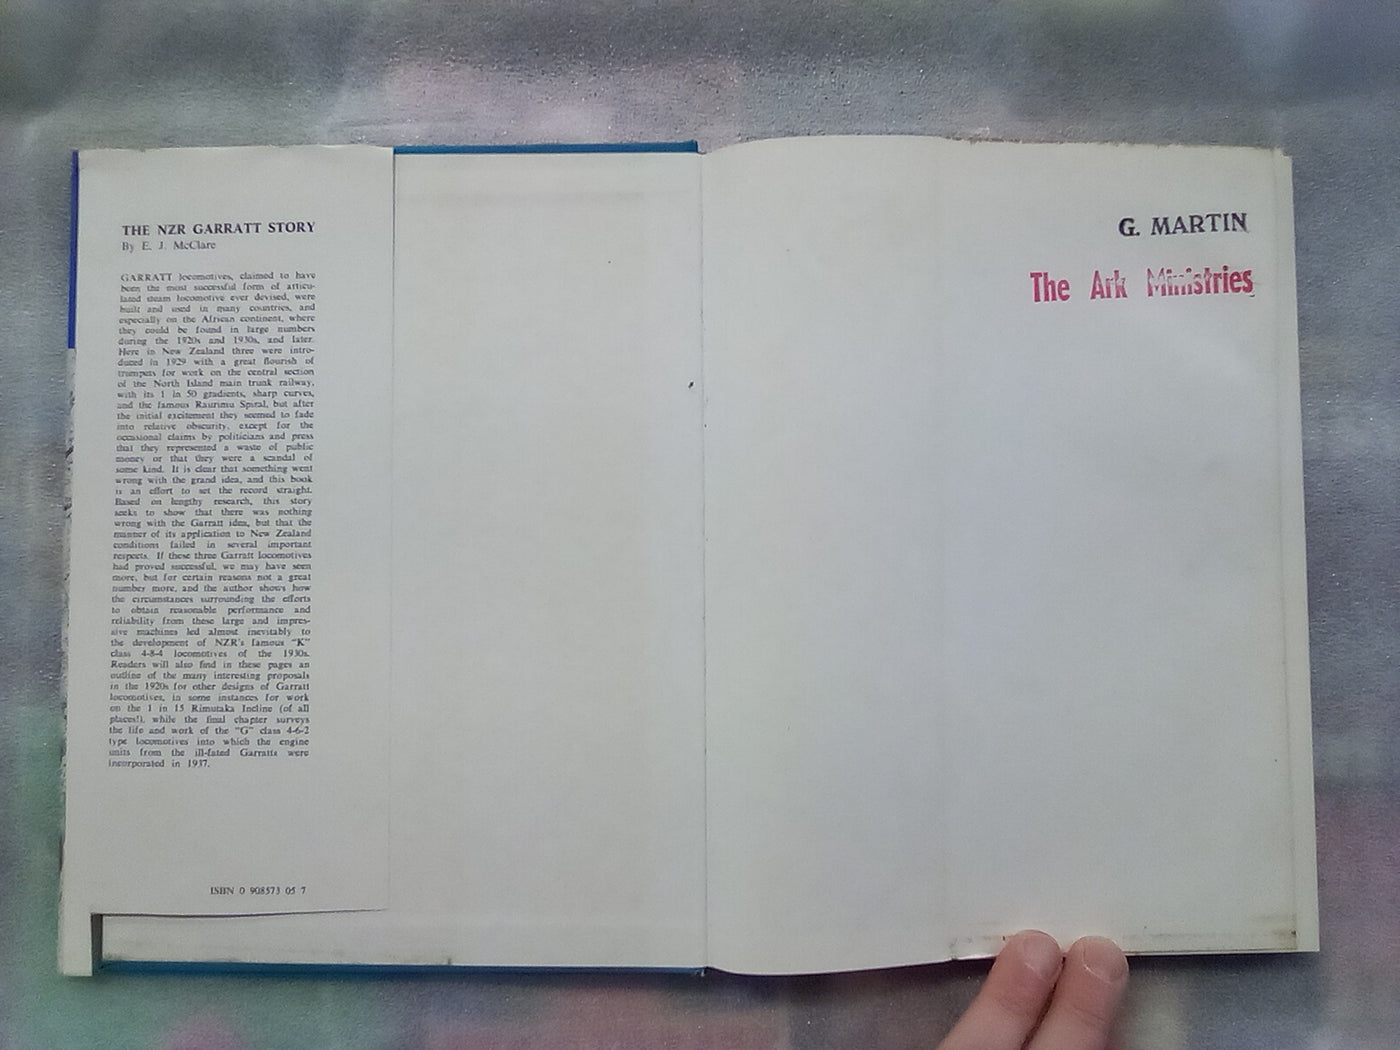 THE NZR GARRATT STORY
By E. J. McClare
GARRATT locomotives, claimed to have
been the most successful form of articu-
lated steam locomotive ever devised, were
built and used in many countries, and
especially on the African continent, where
they could be found in large numbers
during the 1920s and 1930s, and later.
Here in New Zealand three were intro-
duced in 1929 with a great flourish of
trumpets for work on the central section
of the North Island main trunk railway,
with its 1 in 50 gradients, sharp curves,
and the famous Raurimu Spiral, but after
the initial excitement they seemed to fade
into relative obscurity, except for the
occasional claims by politicians and press
that they represented a waste of public
money or that they were a scandal of
some kind. It is clear that something went
wrong with the grand idea, and this book
is an effort to set the record straight.
Based on lengthy research, this story
seeks to show that there was nothing
wrong with the Garratt idea, but that the
manner of its application to New Zealand
conditions failed in several important
respects. If these three Garratt locomotives
had proved successful, we may have seen
more, but for certain reasons not a great
number more, and the author shows how
the circumstances surrounding the efforts
to obtain reasonable performance and
reliability from these large and impres-
sive machines led almost inevitably to
the development of NZR's famous "K"
class 4-8-4 locomotives of the 1930s.
Readers will also find in these pages an
outline of the many interesting proposals
in the 1920s for other designs of Garratt
locomotives, in some instances for work
on the 1 in 15 Rimutaka Incline (of all
places!), while the final chapter surveys
the life and work of the "G" class 4-6-2
type locomotives into which the engine
units from the ill-fated Garratts were
incorporated in 1937.
ISBN 0 908573 05 7
G. MARTIN
The Ark Ministries